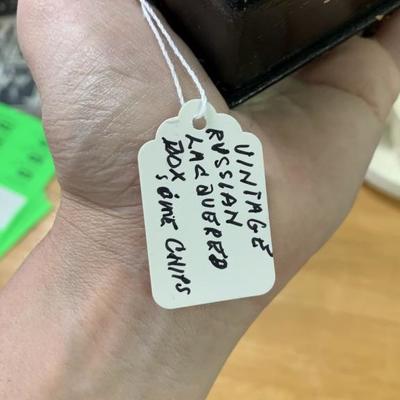 VINTAGE
RUSSIAN
LACQUERED
BOX
SOME CHIPS